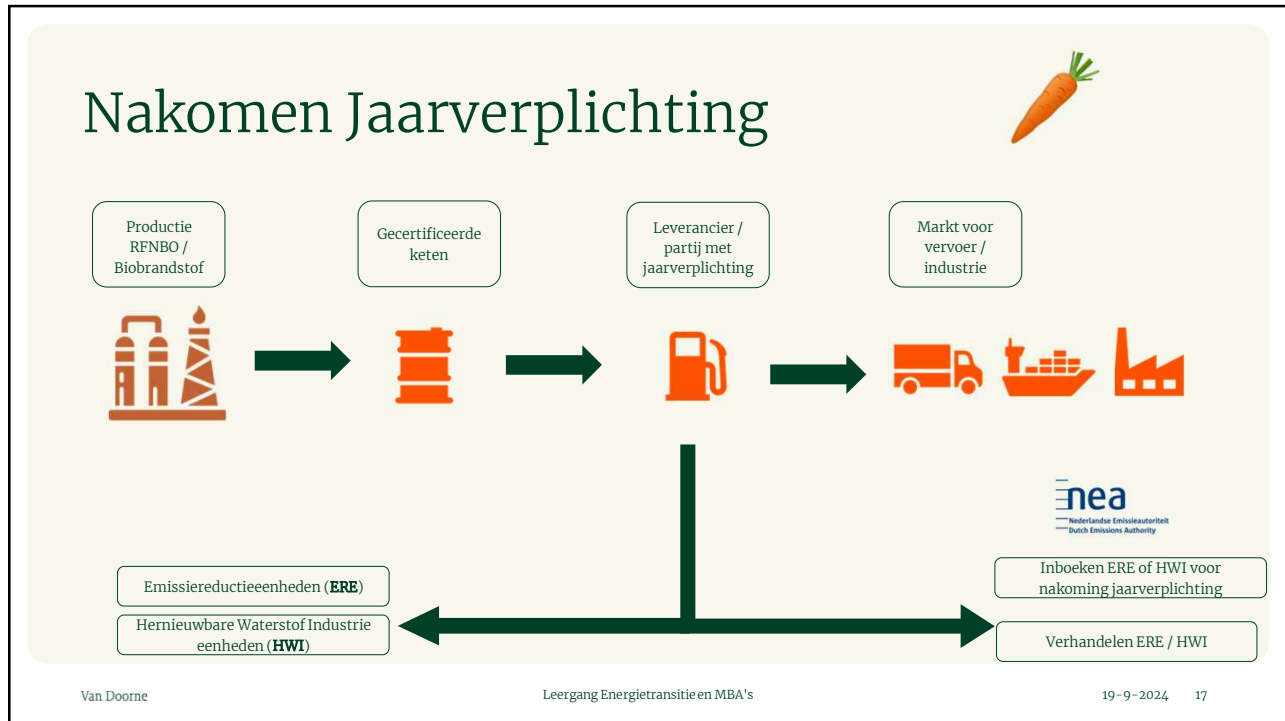 Nakomen Jaarverplichting
Productie
RFNBO /
Biobrandstof
Gecertificeerde
keten
Leverancier /
partij met
jaarverplichting
Markt voor
vervoer /
industrie
nea
Nederlandse Emissieautoriteit
Dutch Emissions Authority
Emissiereductieeenheden (ERE)
Hernieuwbare Waterstof Industrie
eenheden (HWI)
Inboeken ERE of HWI voor
nakoming jaarverplichting
Verhandelen ERE / HWI
Van Doorne
Leergang Energietransitie en MBA's
19-9-2024 17